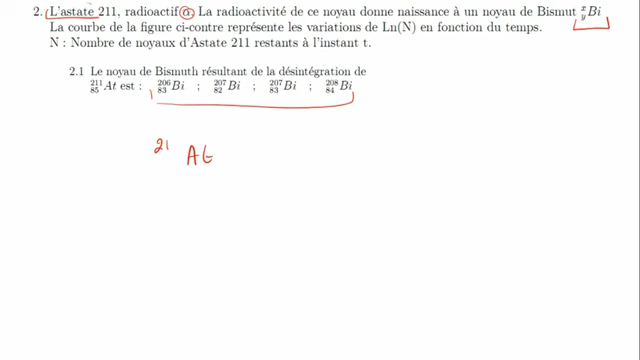 2. L'astate 211, radioactif α. La radioactivité de ce noyau donne naissance à un noyau de Bismut ˣᵧBi
La courbe de la figure ci-contre représente les variations de Ln(N) en fonction du temps.
N : Nombre de noyaux d'Astate 211 restants à l'instant t.
2.1 Le noyau de Bismuth résultant de la désintégration de
²¹¹₈₅At est : ²⁰⁶₈₃Bi ; ²⁰⁷₈₂Bi ; ²⁰⁷₈₃Bi ; ²⁰⁸₈₄Bi
²¹ At